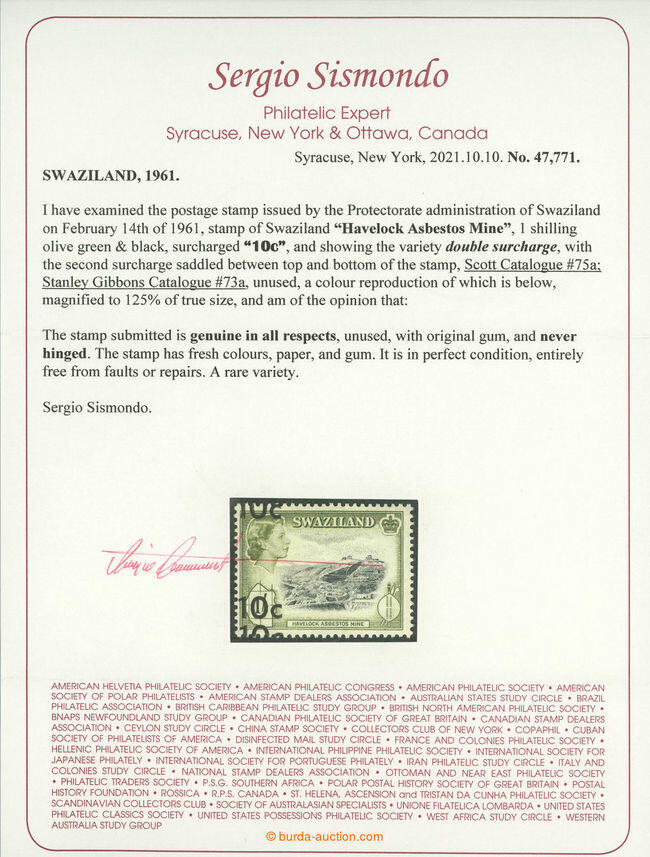 Sergio Sismondo
Philatelic Expert
Syracuse, New York & Ottawa, Canada
Syracuse, New York, 2021.10.10. No. 47,771.
SWAZILAND, 1961.
I have examined the postage stamp issued by the Protectorate administration of Swaziland
on February 14th of 1961, stamp of Swaziland “Havelock Asbestos Mine”, 1 shilling
olive green & black, surcharged “10c”, and showing the variety double surcharge, with
the second surcharge saddled between top and bottom of the stamp, Scott Catalogue #75a;
Stanley Gibbons Catalogue #73a, unused, a colour reproduction of which is below,
magnified to 125% of true size, and am of the opinion that:
The stamp submitted is genuine in all respects, unused, with original gum, and never
hinged. The stamp has fresh colours, paper, and gum. It is in perfect condition, entirely
free from faults or repairs. A rare variety.
Sergio Sismondo.
10c
SWAZILAND
10c
HAVELOCK ASBESTOS MINE
10c
AMERICAN HELVETIA PHILATELIC SOCIETY • AMERICAN PHILATELIC CONGRESS • AMERICAN PHILATELIC SOCIETY • AMERICAN
SOCIETY OF POLAR PHILATELISTS • AMERICAN STAMP DEALERS ASSOCIATION • AUSTRALIAN STATES STUDY CIRCLE • BRAZIL
PHILATELIC ASSOCIATION • BRITISH CARIBBEAN PHILATELIC STUDY GROUP • BRITISH NORTH AMERICAN PHILATELIC SOCIETY •
BNAPS NEWFOUNDLAND STUDY GROUP • CANADIAN PHILATELIC SOCIETY OF GREAT BRITAIN • CANADIAN STAMP DEALERS
ASSOCIATION • CEYLON STUDY CIRCLE • CHINA STAMP SOCIETY • COLLECTORS CLUB OF NEW YORK • COPAPHIL • CUBAN
SOCIETY OF PHILATELISTS OF AMERICA • DISINFECTED MAIL STUDY CIRCLE • FRANCE AND COLONIES PHILATELIC SOCIETY •
HELLENIC PHILATELIC SOCIETY OF AMERICA • INTERNATIONAL PHILIPPINE PHILATELIC SOCIETY • INTERNATIONAL SOCIETY FOR
JAPANESE PHILATELY • INTERNATIONAL SOCIETY FOR PORTUGUESE PHILATELY • IRAN PHILATELIC STUDY CIRCLE • ITALY AND
COLONIES STUDY CIRCLE • NATIONAL STAMP DEALERS ASSOCIATION • OTTOMAN and NEAR EAST PHILATELIC SOCIETY
• PHILATELIC TRADERS SOCIETY • P.S.G. SOUTHERN AFRICA • POLAR POSTAL HISTORY SOCIETY OF GREAT BRITAIN • POSTAL
HISTORY FOUNDATION • ROSSICA • R.P.S. CANADA • ST. HELENA, ASCENSION and TRISTAN DA CUNHA PHILATELIC SOCIETY •
SCANDINAVIAN COLLECTORS CLUB • SOCIETY OF AUSTRALASIAN SPECIALISTS • UNIONE FILATELICA LOMBARDA • UNITED STATES
PHILATELIC CLASSICS SOCIETY • UNITED STATES POSSESSIONS PHILATELIC SOCIETY • WEST AFRICA STUDY CIRCLE • WESTERN
AUSTRALIA STUDY GROUP
© burda-auction.com